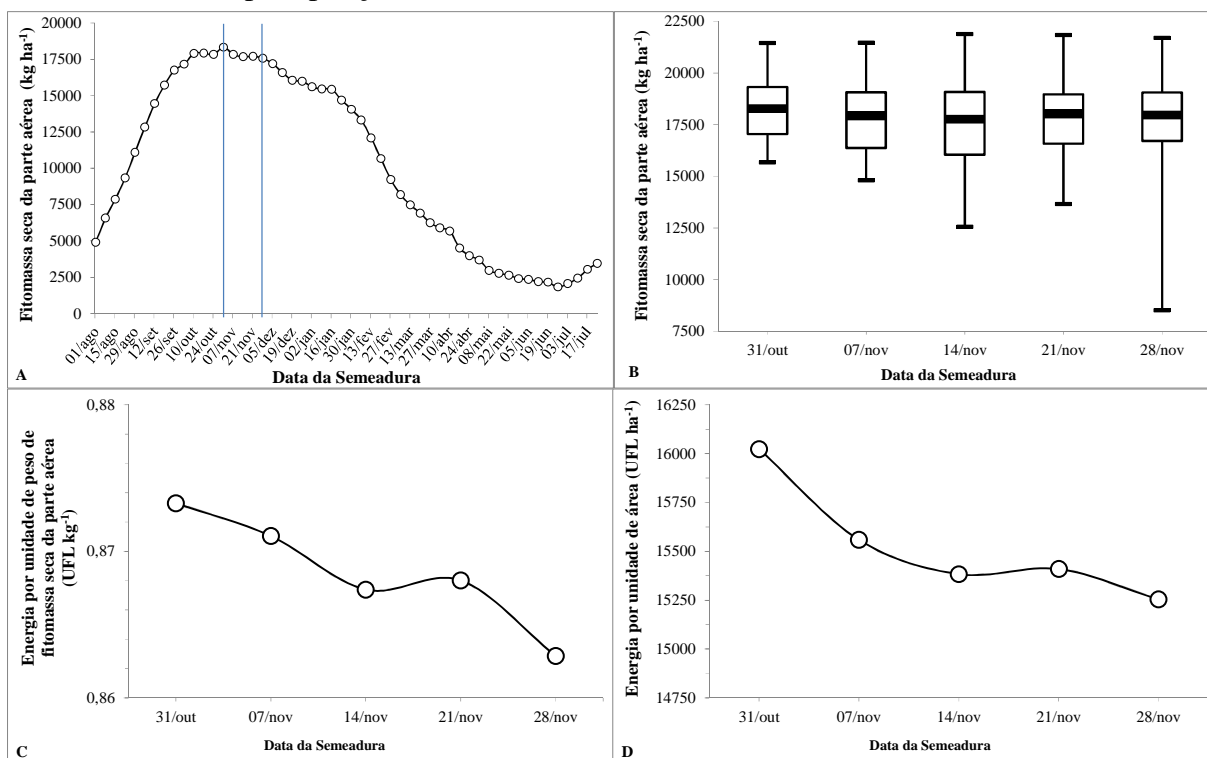 Fitomassa seca da parte aérea (kg ha⁻¹)
20000
17500
15000
12500
10000
7500
5000
2500
0
01/ago
15/ago
29/ago
12/set
26/set
10/out
24/out
07/nov
21/nov
05/dez
19/dez
02/jan
16/jan
30/jan
13/fev
27/fev
13/mar
27/mar
10/abr
24/abr
08/mai
22/mai
05/jun
19/jun
03/jul
17/jul
A
Data da Semeadura
Fitomassa seca da parte aérea (kg ha⁻¹)
22500
20000
17500
15000
12500
10000
7500
31/out
07/nov
14/nov
21/nov
28/nov
B
Data da Semeadura
Energia por unidade de peso de
fitomassa seca da parte aérea
(UFL kg⁻¹)
0,88
0,87
0,86
31/out
07/nov
14/nov
21/nov
28/nov
C
Data da Semeadura
Energia por unidade de área (UFL ha⁻¹)
16250
16000
15750
15500
15250
15000
14750
31/out
07/nov
14/nov
21/nov
28/nov
D
Data da Semeadura